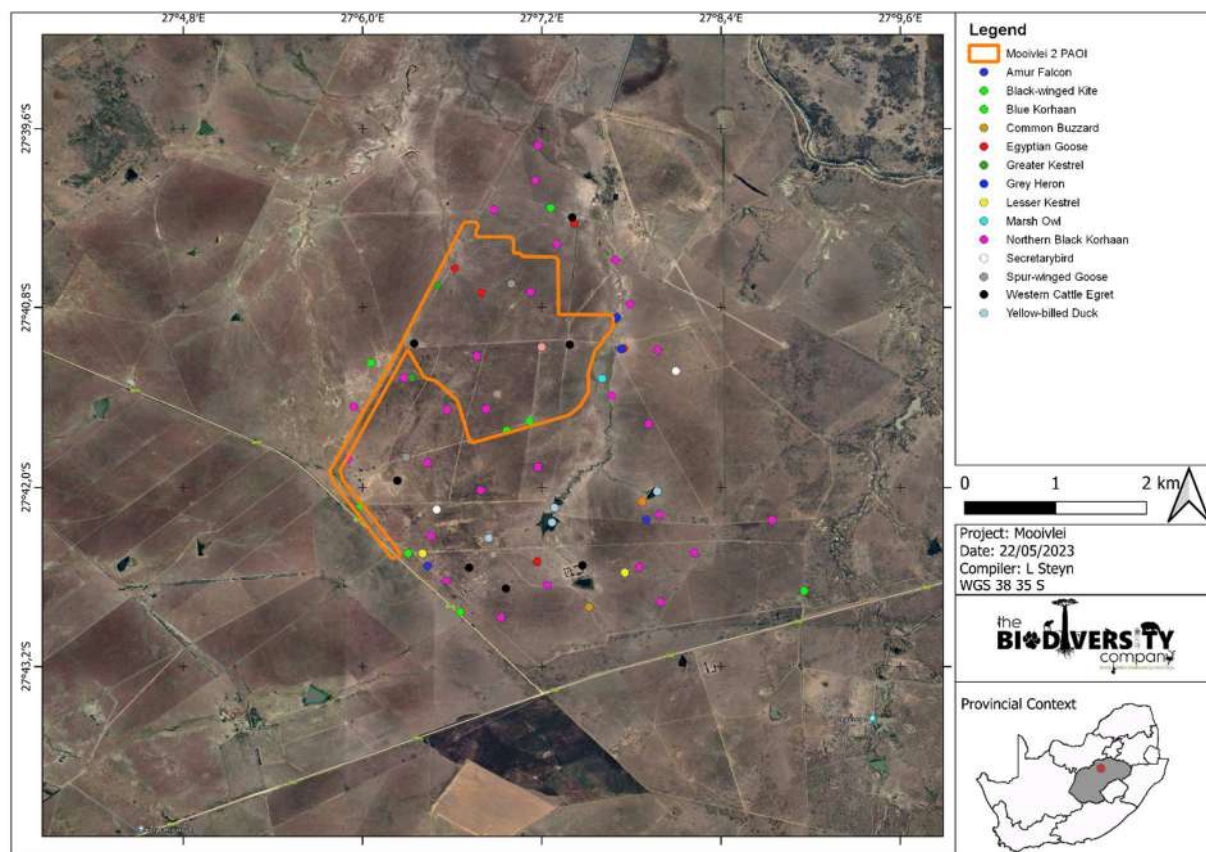 27°4,8'E
27°6,0'E
27°7,2'E
27°8,4'E
27°9,6'E
27°39,6'S
27°40,8'S
27°42,0'S
27°43,2'S
Legend
Mooivlei 2 PAOI
Amur Falcon
Black-winged Kite
Blue Korhaan
Common Buzzard
Egyptian Goose
Greater Kestrel
Grey Heron
Lesser Kestrel
Marsh Owl
Northern Black Korhaan
Secretarybird
Spur-winged Goose
Western Cattle Egret
Yellow-billed Duck
0 1 2 km
Project: Mooivlei
Date: 22/05/2023
Compiler: L Steyn
WGS 38 35 S
the
BIODIVERSITY
company
Provincial Context